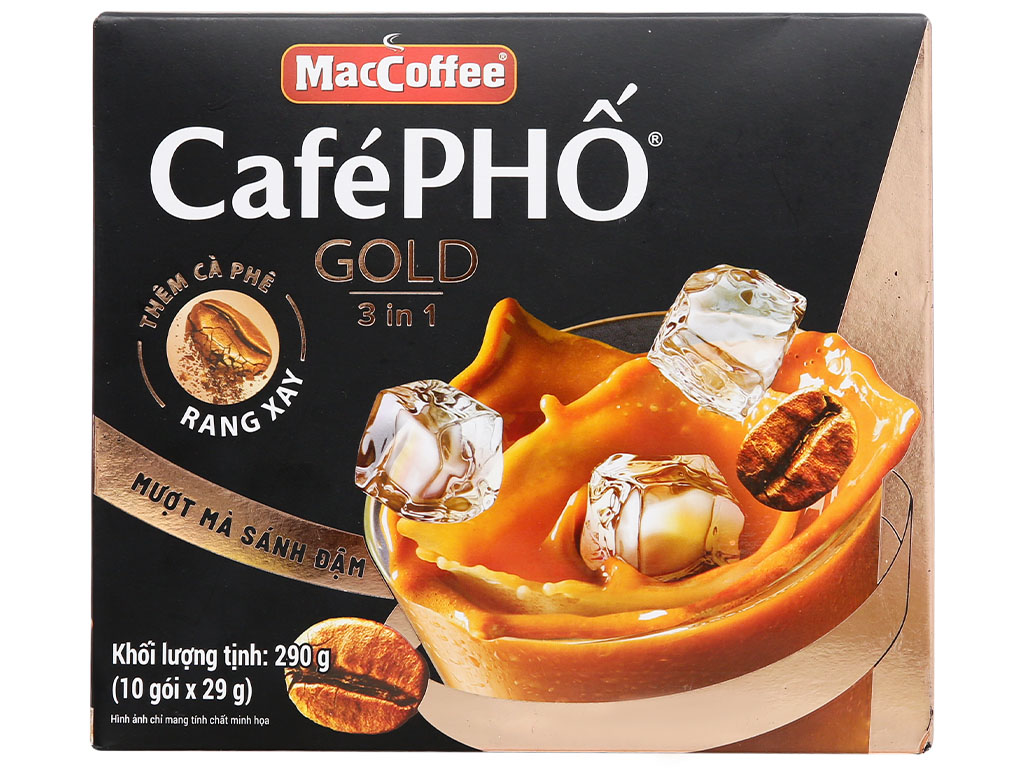 MacCoffee®
CaféPHỐ®
GOLD
3 in 1
THÊM CÀ PHÊ
RANG XAY
MƯỢT MÀ SÁNH ĐẬM
Khối lượng tịnh: 290 g
(10 gói x 29 g)
Hình ảnh chỉ mang tính chất minh họa